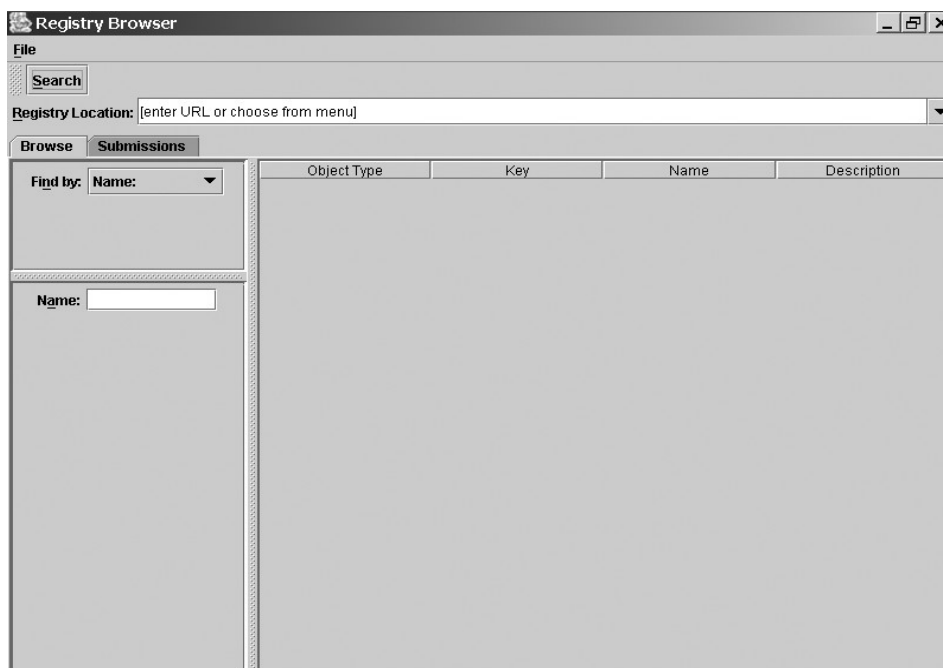 Registry Browser
File
Search
Registry Location: [enter URL or choose from menu]
Browse Submissions
Find by: Name:
Object Type Key Name Description
Name: